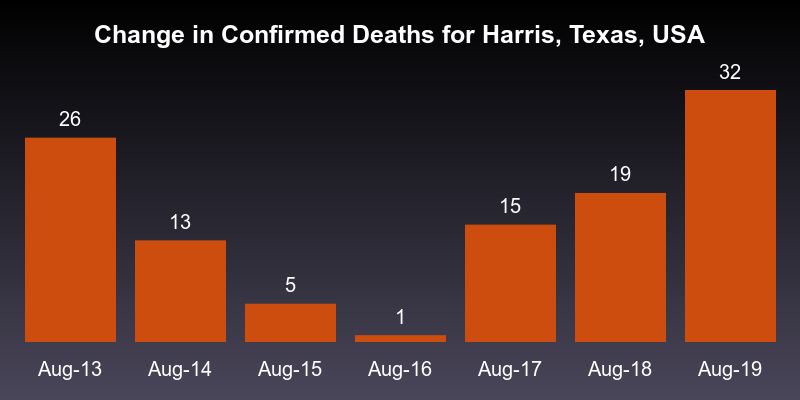 Change in Confirmed Deaths for Harris, Texas, USA
26
13
5
1
15
19
32
Aug-13
Aug-14
Aug-15
Aug-16
Aug-17
Aug-18
Aug-19